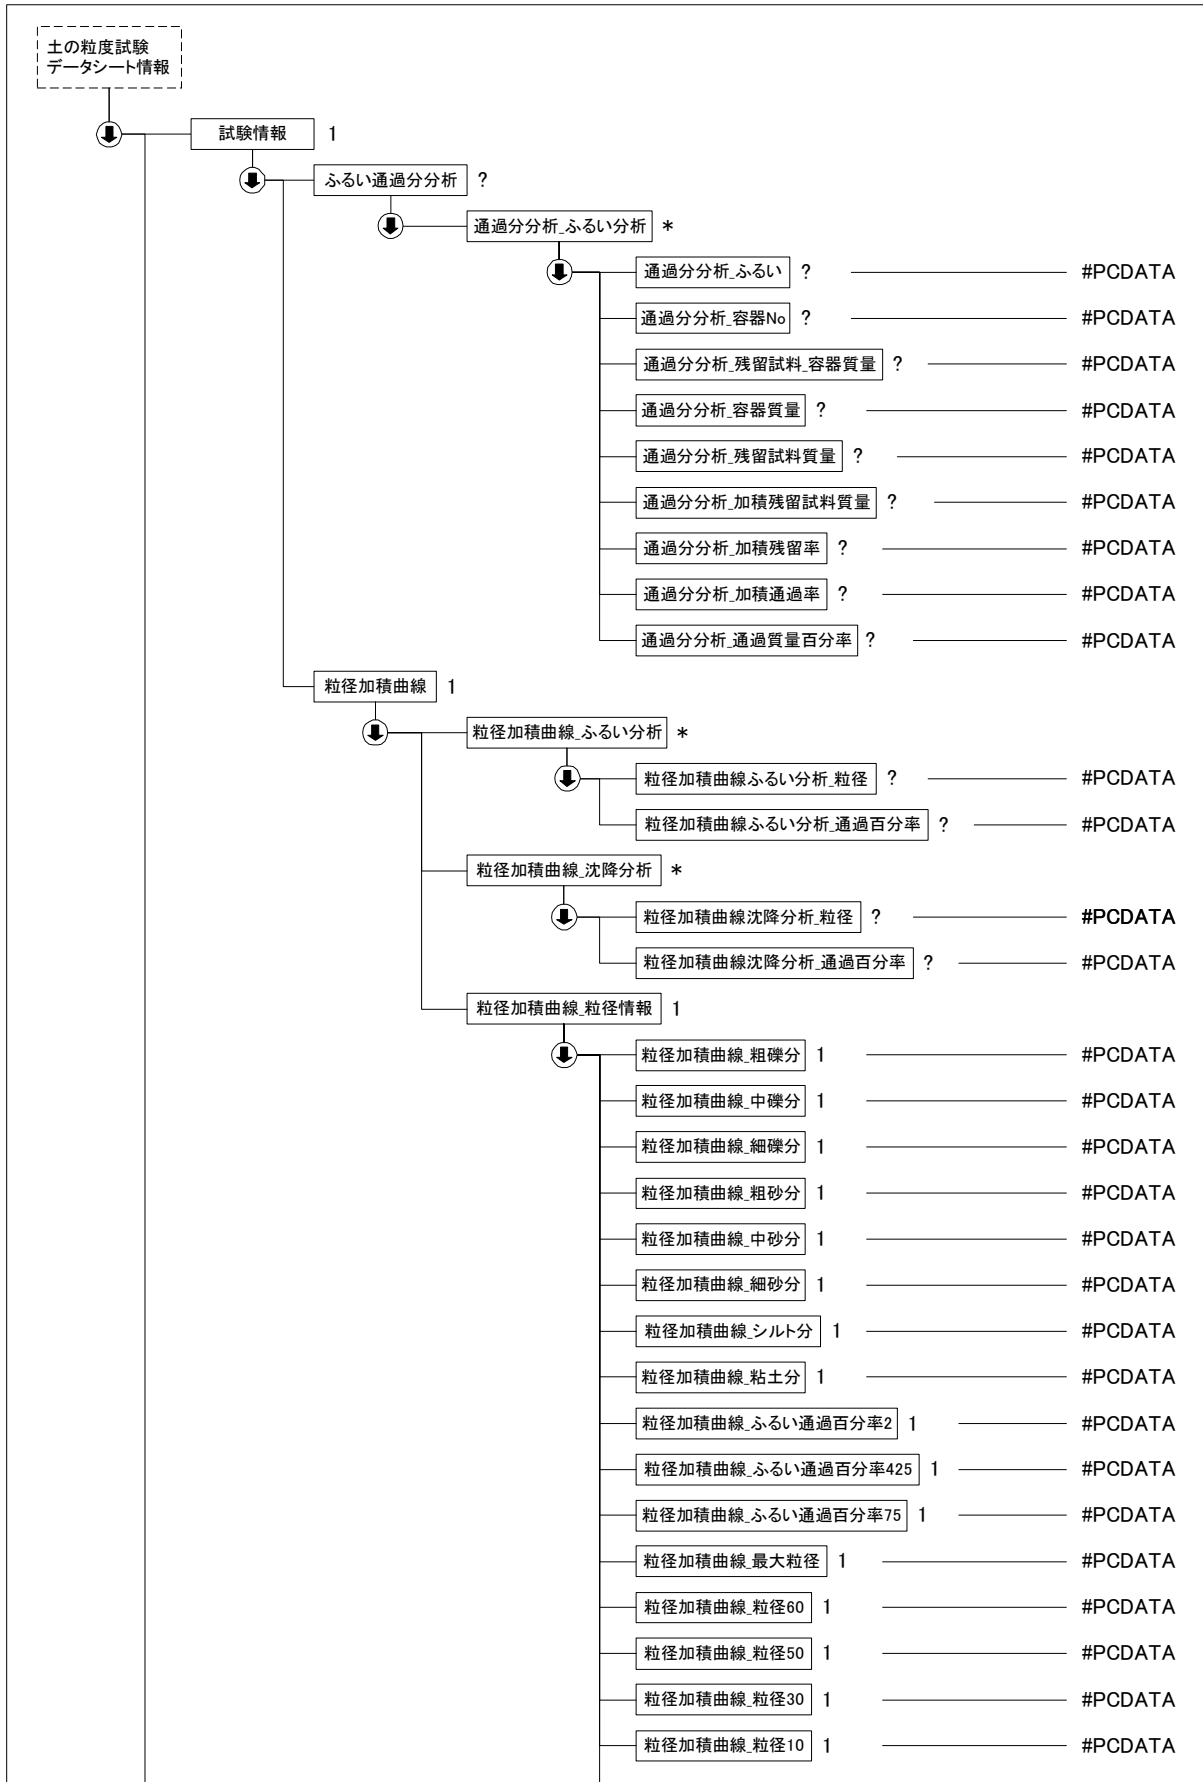 土の粒度試験
データシート情報
試験情報 1
ふるい通過分分析 ?
通過分分析_ふるい分析 *
通過分分析_ふるい ? #PCDATA
通過分分析_容器No ? #PCDATA
通過分分析_残留試料_容器質量 ? #PCDATA
通過分分析_容器質量 ? #PCDATA
通過分分析_残留試料質量 ? #PCDATA
通過分分析_加積残留試料質量 ? #PCDATA
通過分分析_加積残留率 ? #PCDATA
通過分分析_加積通過率 ? #PCDATA
通過分分析_通過質量百分率 ? #PCDATA
粒径加積曲線 1
粒径加積曲線_ふるい分析 *
粒径加積曲線ふるい分析_粒径 ? #PCDATA
粒径加積曲線ふるい分析_通過百分率 ? #PCDATA
粒径加積曲線_沈降分析 *
粒径加積曲線沈降分析_粒径 ? #PCDATA
粒径加積曲線沈降分析_通過百分率 ? #PCDATA
粒径加積曲線_粒径情報 1
粒径加積曲線_粗礫分 1 #PCDATA
粒径加積曲線_中礫分 1 #PCDATA
粒径加積曲線_細礫分 1 #PCDATA
粒径加積曲線_粗砂分 1 #PCDATA
粒径加積曲線_中砂分 1 #PCDATA
粒径加積曲線_細砂分 1 #PCDATA
粒径加積曲線_シルト分 1 #PCDATA
粒径加積曲線_粘土分 1 #PCDATA
粒径加積曲線_ふるい通過百分率2 1 #PCDATA
粒径加積曲線_ふるい通過百分率425 1 #PCDATA
粒径加積曲線_ふるい通過百分率75 1 #PCDATA
粒径加積曲線_最大粒径 1 #PCDATA
粒径加積曲線_粒径60 1 #PCDATA
粒径加積曲線_粒径50 1 #PCDATA
粒径加積曲線_粒径30 1 #PCDATA
粒径加積曲線_粒径10 1 #PCDATA